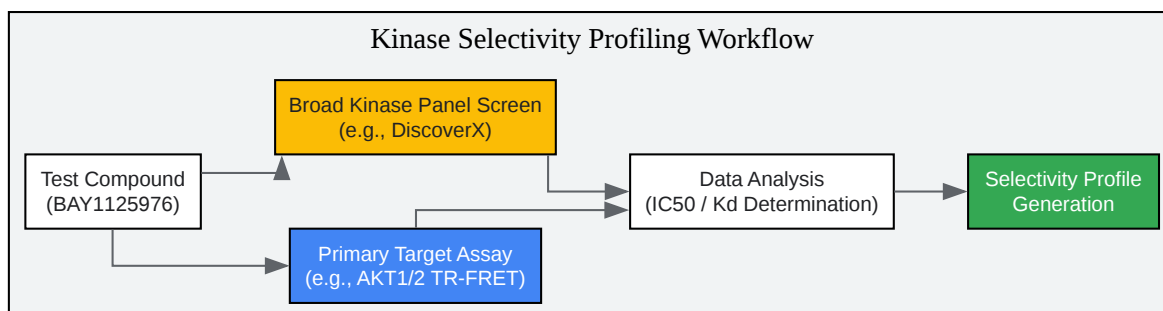 Kinase Selectivity Profiling Workflow
Broad Kinase Panel Screen
(e.g., DiscoverX)
Test Compound
(BAY1125976)
Primary Target Assay
(e.g., AKT1/2 TR-FRET)
Data Analysis
(IC50 / Kd Determination)
Selectivity Profile
Generation